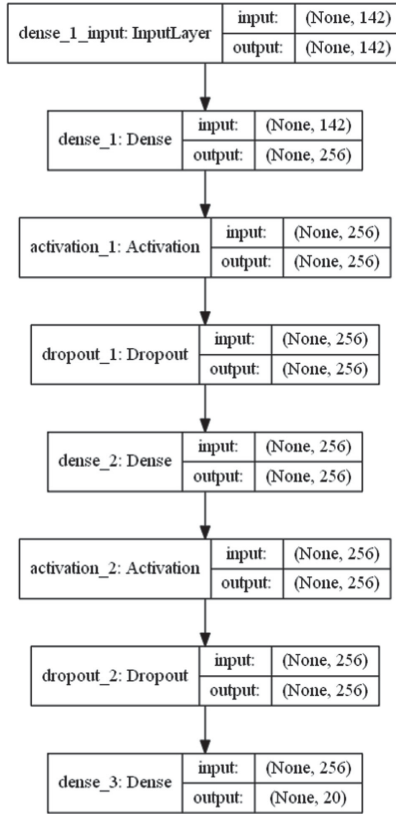 dense_1_input: InputLayer input: (None, 142)
output: (None, 142)
dense_1: Dense input: (None, 142)
output: (None, 256)
activation_1: Activation input: (None, 256)
output: (None, 256)
dropout_1: Dropout input: (None, 256)
output: (None, 256)
dense_2: Dense input: (None, 256)
output: (None, 256)
activation_2: Activation input: (None, 256)
output: (None, 256)
dropout_2: Dropout input: (None, 256)
output: (None, 256)
dense_3: Dense input: (None, 256)
output: (None, 20)